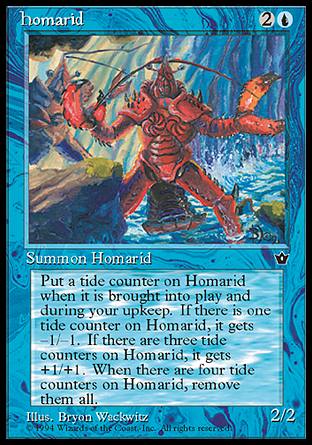 Homarid 2
Summon Homarid
Put a tide counter on Homarid
when it is brought into play and
during your upkeep. If there is one
tide counter on Homarid, it gets
-1/-1. If there are three tide
counters on Homarid, it gets
+1/+1. When there are four tide
counters on Homarid, remove
them all.
Illus. Bryon Wackwitz 2/2
© 1994 Wizards of the Coast, Inc. All rights reserved.